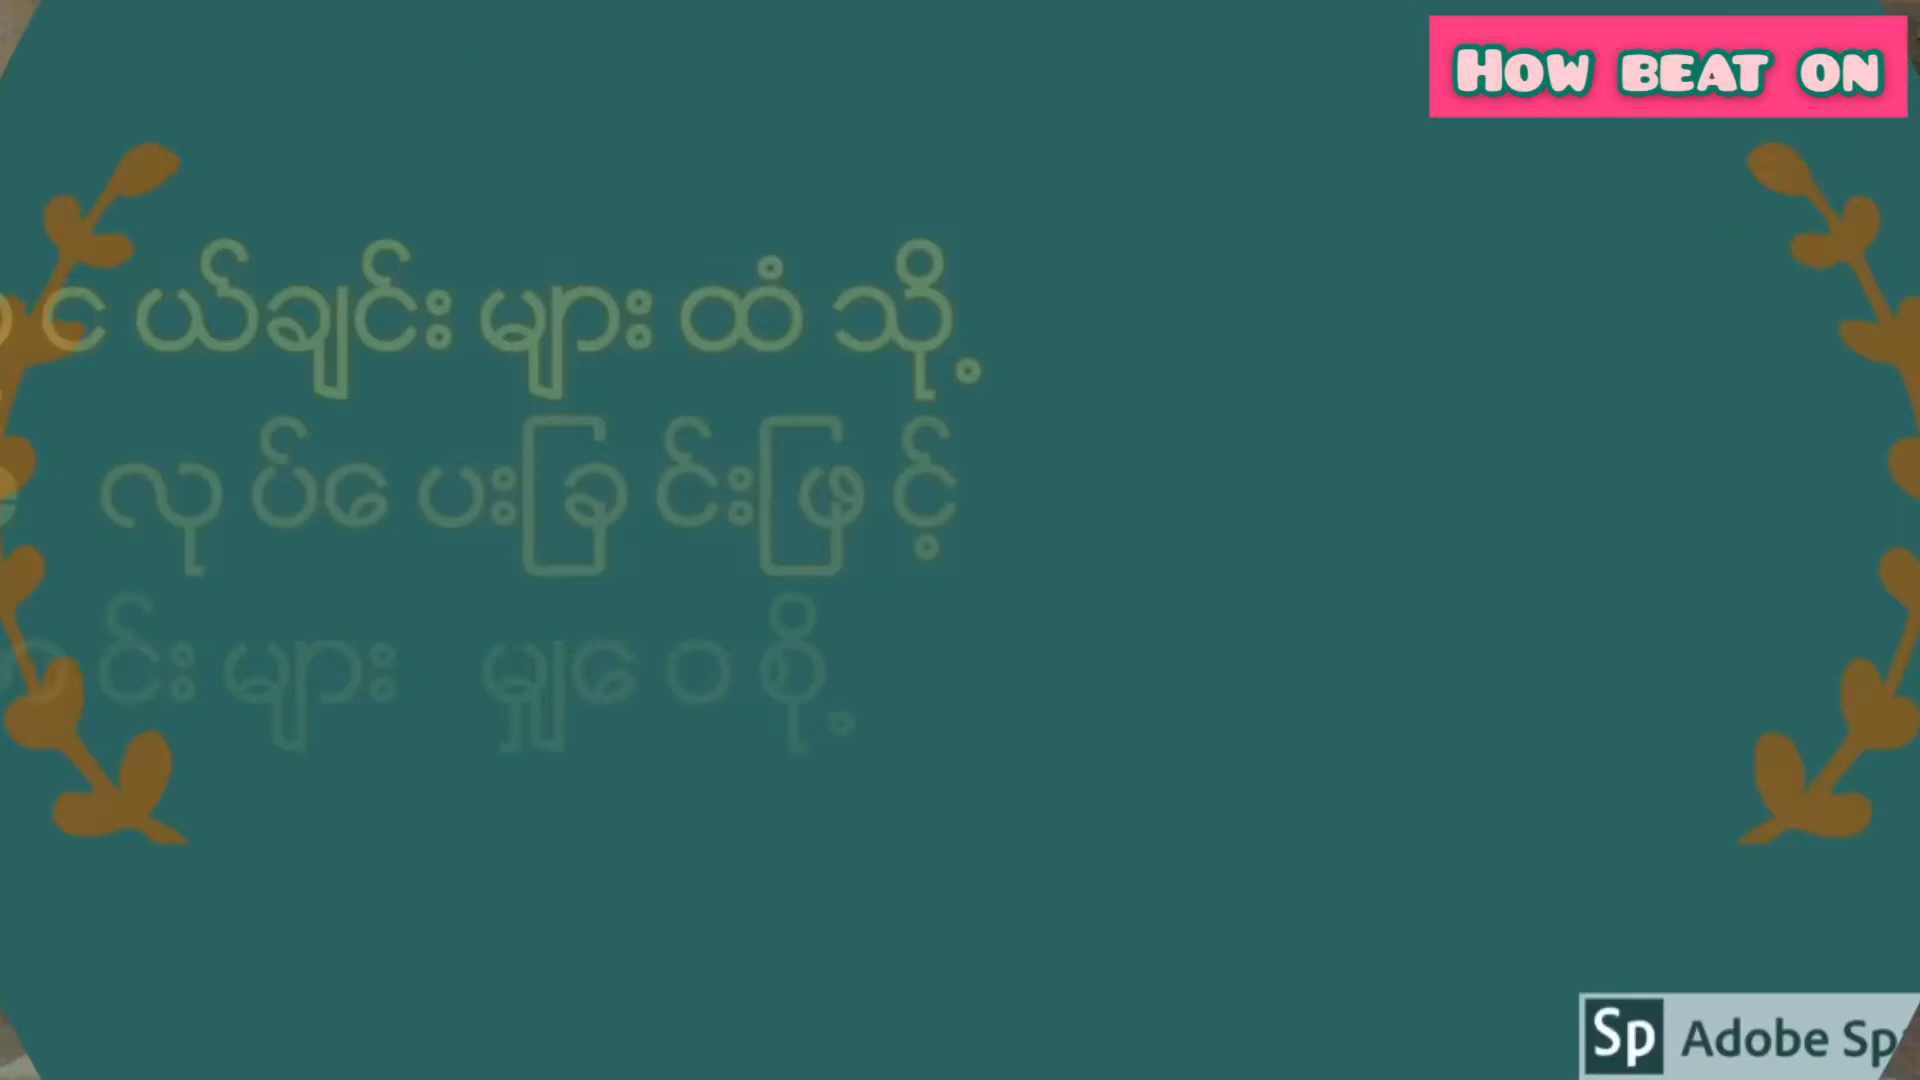 How beat on
ငယ်ချင်းများထံသို့
လုပ်ပေးခြင်းဖြင့်
များ မျှဝေစို့
Sp Adobe Sp